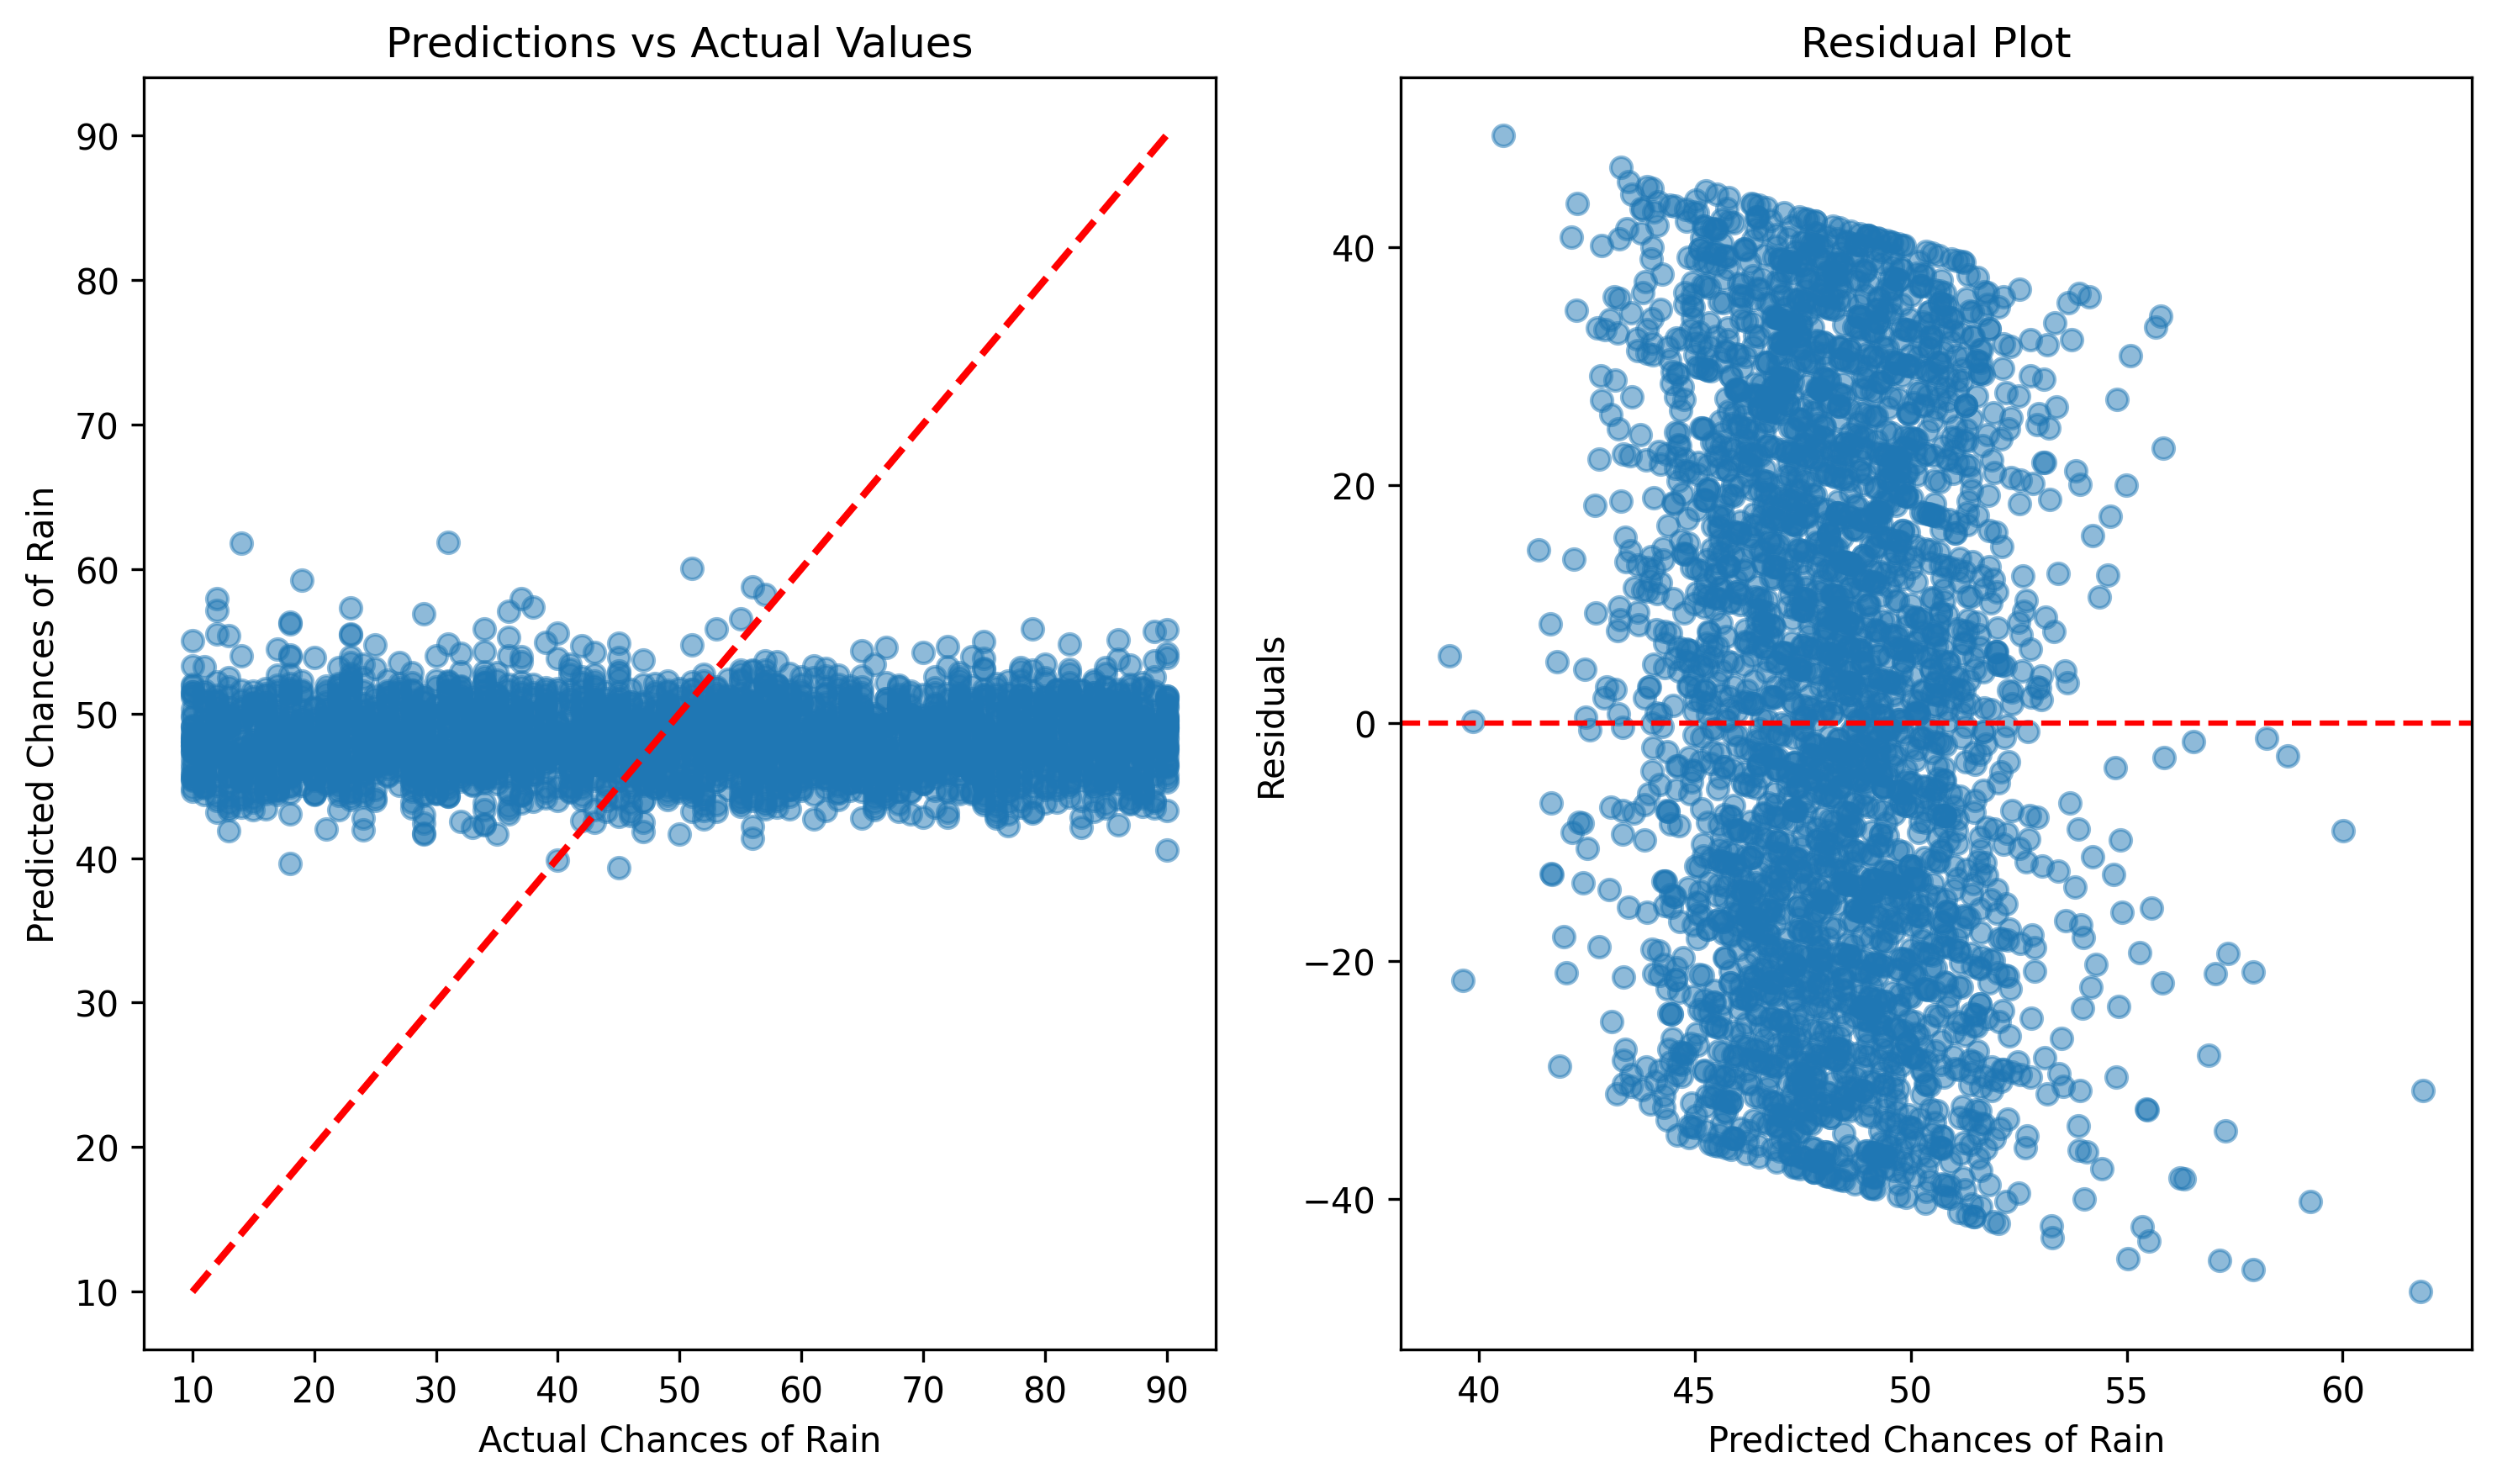 Predictions vs Actual Values
90
80
70
60
50
40
30
20
10
Predicted Chances of Rain
10 20 30 40 50 60 70 80 90
Actual Chances of Rain
Residual Plot
40
20
0
−20
−40
Residuals
40 45 50 55 60
Predicted Chances of Rain